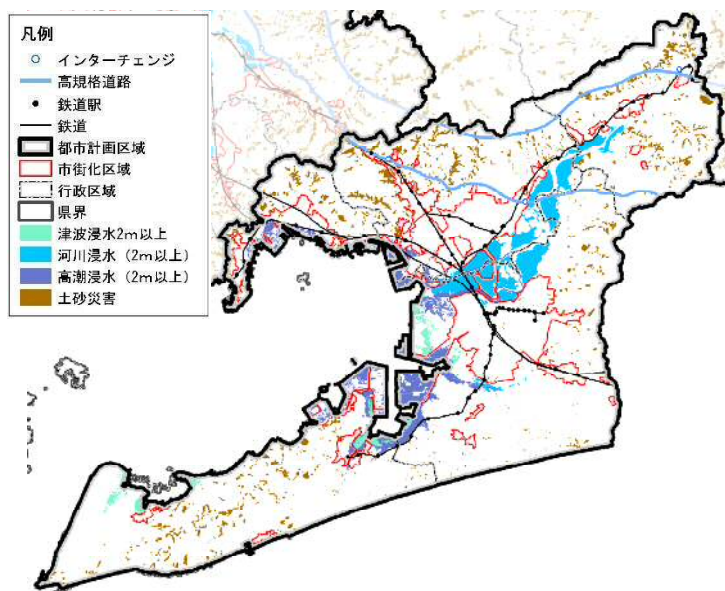 凡例
インターチェンジ
高規格道路
鉄道駅
鉄道
都市計画区域
市街化区域
行政区域
県界
津波浸水2m以上
河川浸水（2m以上）
高潮浸水（2m以上）
土砂災害